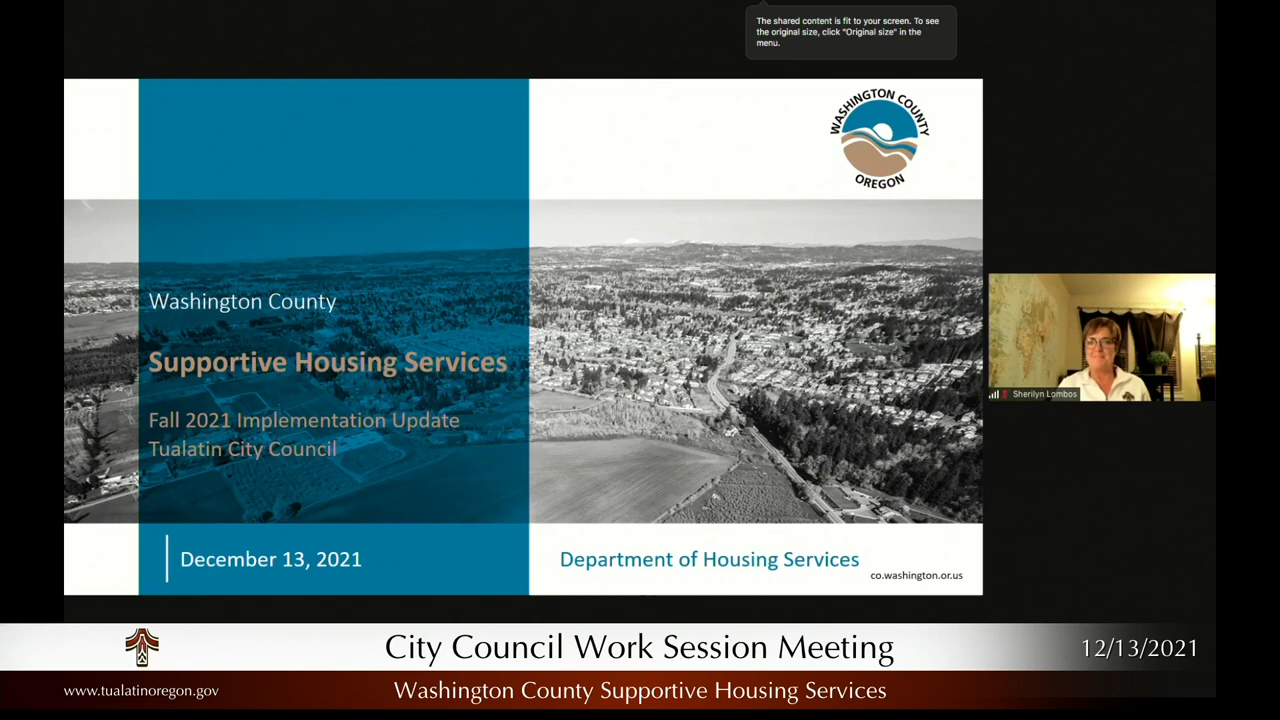 The shared content is fit to your screen. To see
the original size, click "Original size" in the
menu.
WASHINGTON COUNTY
OREGON
Washington County
Supportive Housing Services
Fall 2021 Implementation Update
Tualatin City Council
December 13, 2021
Department of Housing Services
co.washington.or.us
Sherilyn Lombos
City Council Work Session Meeting
12/13/2021
www.tualatinoregon.gov
Washington County Supportive Housing Services